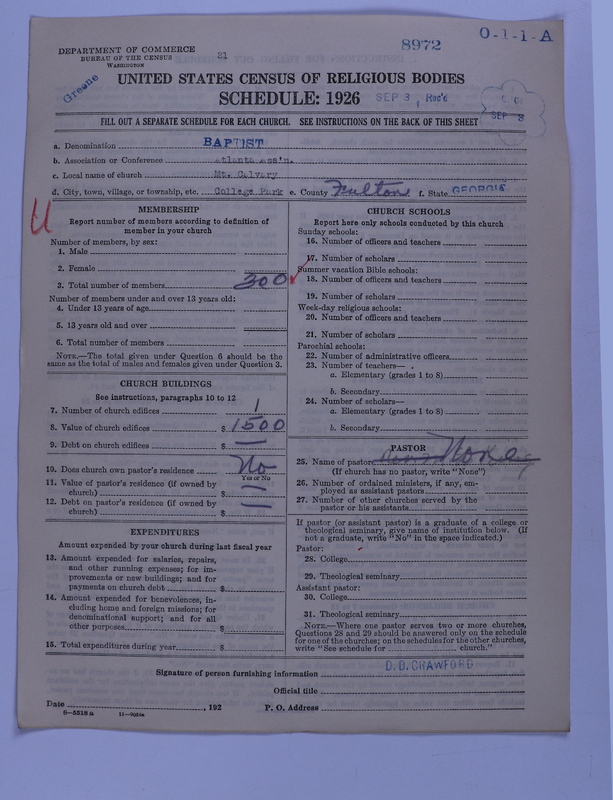 DEPARTMENT OF COMMERCE
BUREAU OF THE CENSUS
WASHINGTON
21
8972
O-1-1-A
Greene
UNITED STATES CENSUS OF RELIGIOUS BODIES
SCHEDULE: 1926
SEP 3, Rec'd
SEP 3
FILL OUT A SEPARATE SCHEDULE FOR EACH CHURCH. SEE INSTRUCTIONS ON THE BACK OF THIS SHEET
a. Denomination BAPTIST
b. Association or Conference Atlanta Ass'n.
c. Local name of church Mt. Calvary
d. City, town, village, or township, etc. College Park e. County Fulton f. State GEORGIA
MEMBERSHIP
Report number of members according to definition of
member in your church
Number of members, by sex:
1. Male
2. Female
3. Total number of members 300
Number of members under and over 13 years old:
4. Under 13 years of age
5. 13 years old and over
6. Total number of members
NOTE.—The total given under Question 6 should be the
same as the total of males and females given under Question 3.
CHURCH BUILDINGS
See instructions, paragraphs 10 to 12
7. Number of church edifices 1
8. Value of church edifices $ 1500
9. Debt on church edifices $ —
10. Does church own pastor's residence No
Yes or No
11. Value of pastor's residence (if owned by
church) $ —
12. Debt on pastor's residence (if owned by
church) $ —
EXPENDITURES
Amount expended by your church during last fiscal year
13. Amount expended for salaries, repairs,
and other running expenses; for im-
provements or new buildings; and for
payments on church debt $
14. Amount expended for benevolences, in-
cluding home and foreign missions; for
denominational support; and for all
other purposes $
15. Total expenditures during year $
CHURCH SCHOOLS
Report here only schools conducted by this church
Sunday schools:
16. Number of officers and teachers
17. Number of scholars
Summer vacation Bible schools:
18. Number of officers and teachers
19. Number of scholars
Week-day religious schools:
20. Number of officers and teachers
21. Number of scholars
Parochial schools:
22. Number of administrative officers
23. Number of teachers—
a. Elementary (grades 1 to 8)
b. Secondary
24. Number of scholars—
a. Elementary (grades 1 to 8)
b. Secondary
PASTOR
25. Name of pastor
(If church has no pastor, write "None")
26. Number of ordained ministers, if any, em-
ployed as assistant pastors
27. Number of other churches served by the
pastor or his assistants
If pastor (or assistant pastor) is a graduate of a college or
theological seminary, give name of institution below. (If
not a graduate, write "No" in the space indicated.)
Pastor:
28. College
29. Theological seminary
Assistant pastor:
30. College
31. Theological seminary
NOTE.—Where one pastor serves two or more churches,
Questions 28 and 29 should be answered only on the schedule
for one of the churches; on the schedules for the other churches,
write "See schedule for church."
D. D. CRAWFORD
Signature of person furnishing information
Official title
Date , 192 P. O. Address
8—5518 a 11—9034a